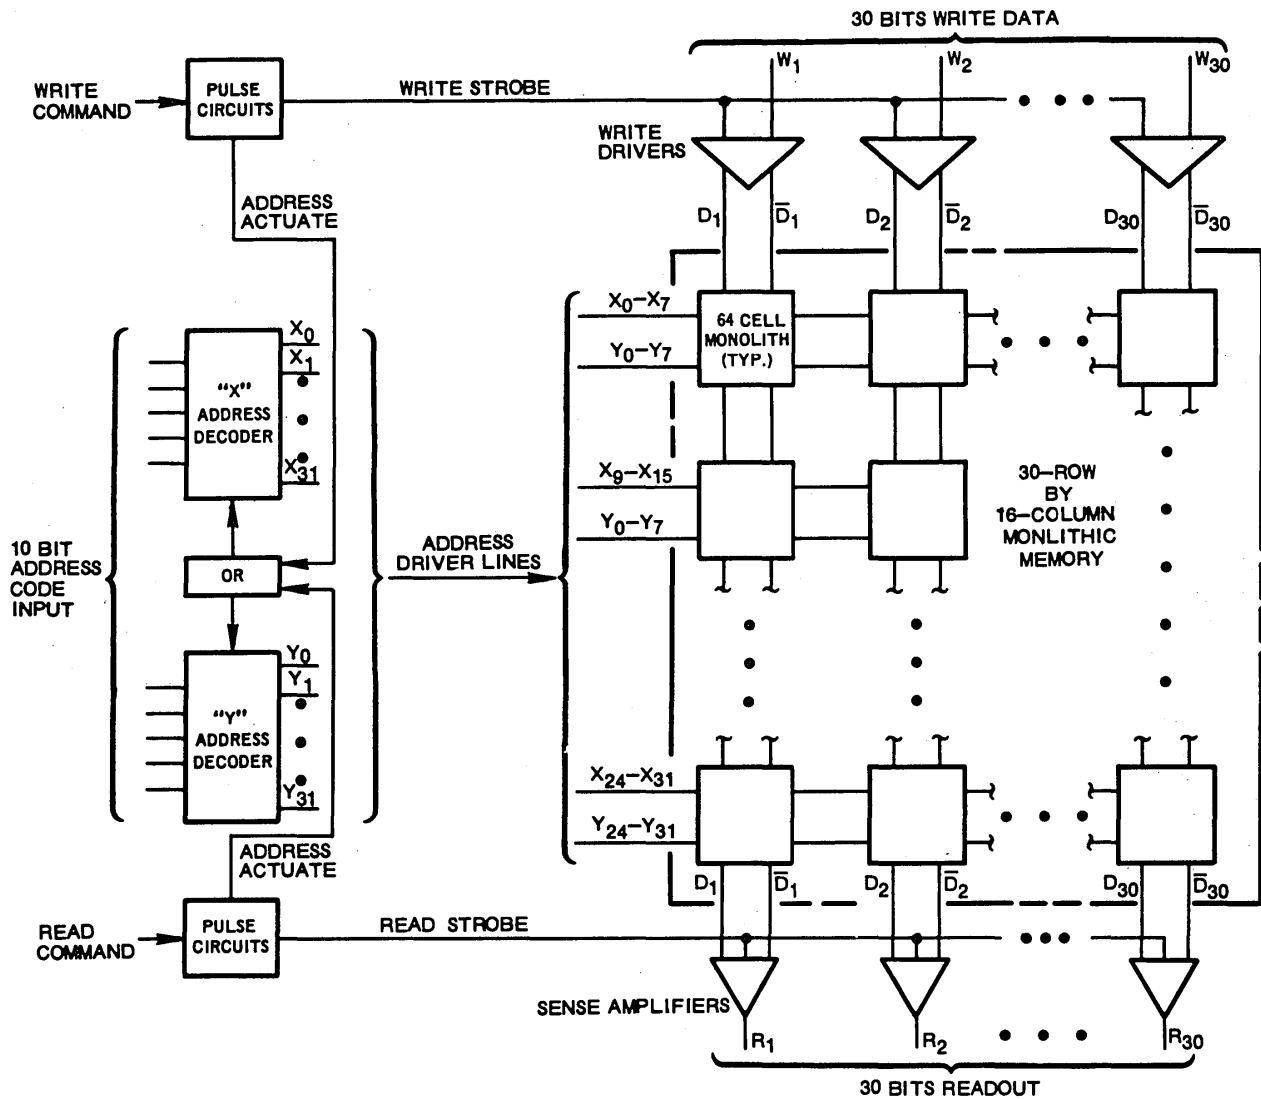 30 BITS WRITE DATA
W1
W2
W30
WRITE
COMMAND
PULSE
CIRCUITS
WRITE STROBE
WRITE
DRIVERS
ADDRESS
ACTUATE
D1
D̅1
D2
D̅2
D30
D̅30
X0–X7
Y0–Y7
64 CELL
MONOLITH
(TYP.)
X0
X1
X31
"X"
ADDRESS
DECODER
X9–X15
Y0–Y7
30–ROW
BY
16–COLUMN
MONLITHIC
MEMORY
10 BIT
ADDRESS
CODE
INPUT
OR
ADDRESS
DRIVER LINES
Y0
Y1
Y31
"Y"
ADDRESS
DECODER
X24–X31
Y24–Y31
ADDRESS
ACTUATE
D1
D̅1
D2
D̅2
D30
D̅30
READ
COMMAND
PULSE
CIRCUITS
READ STROBE
SENSE AMPLIFIERS
R1
R2
R30
30 BITS READOUT